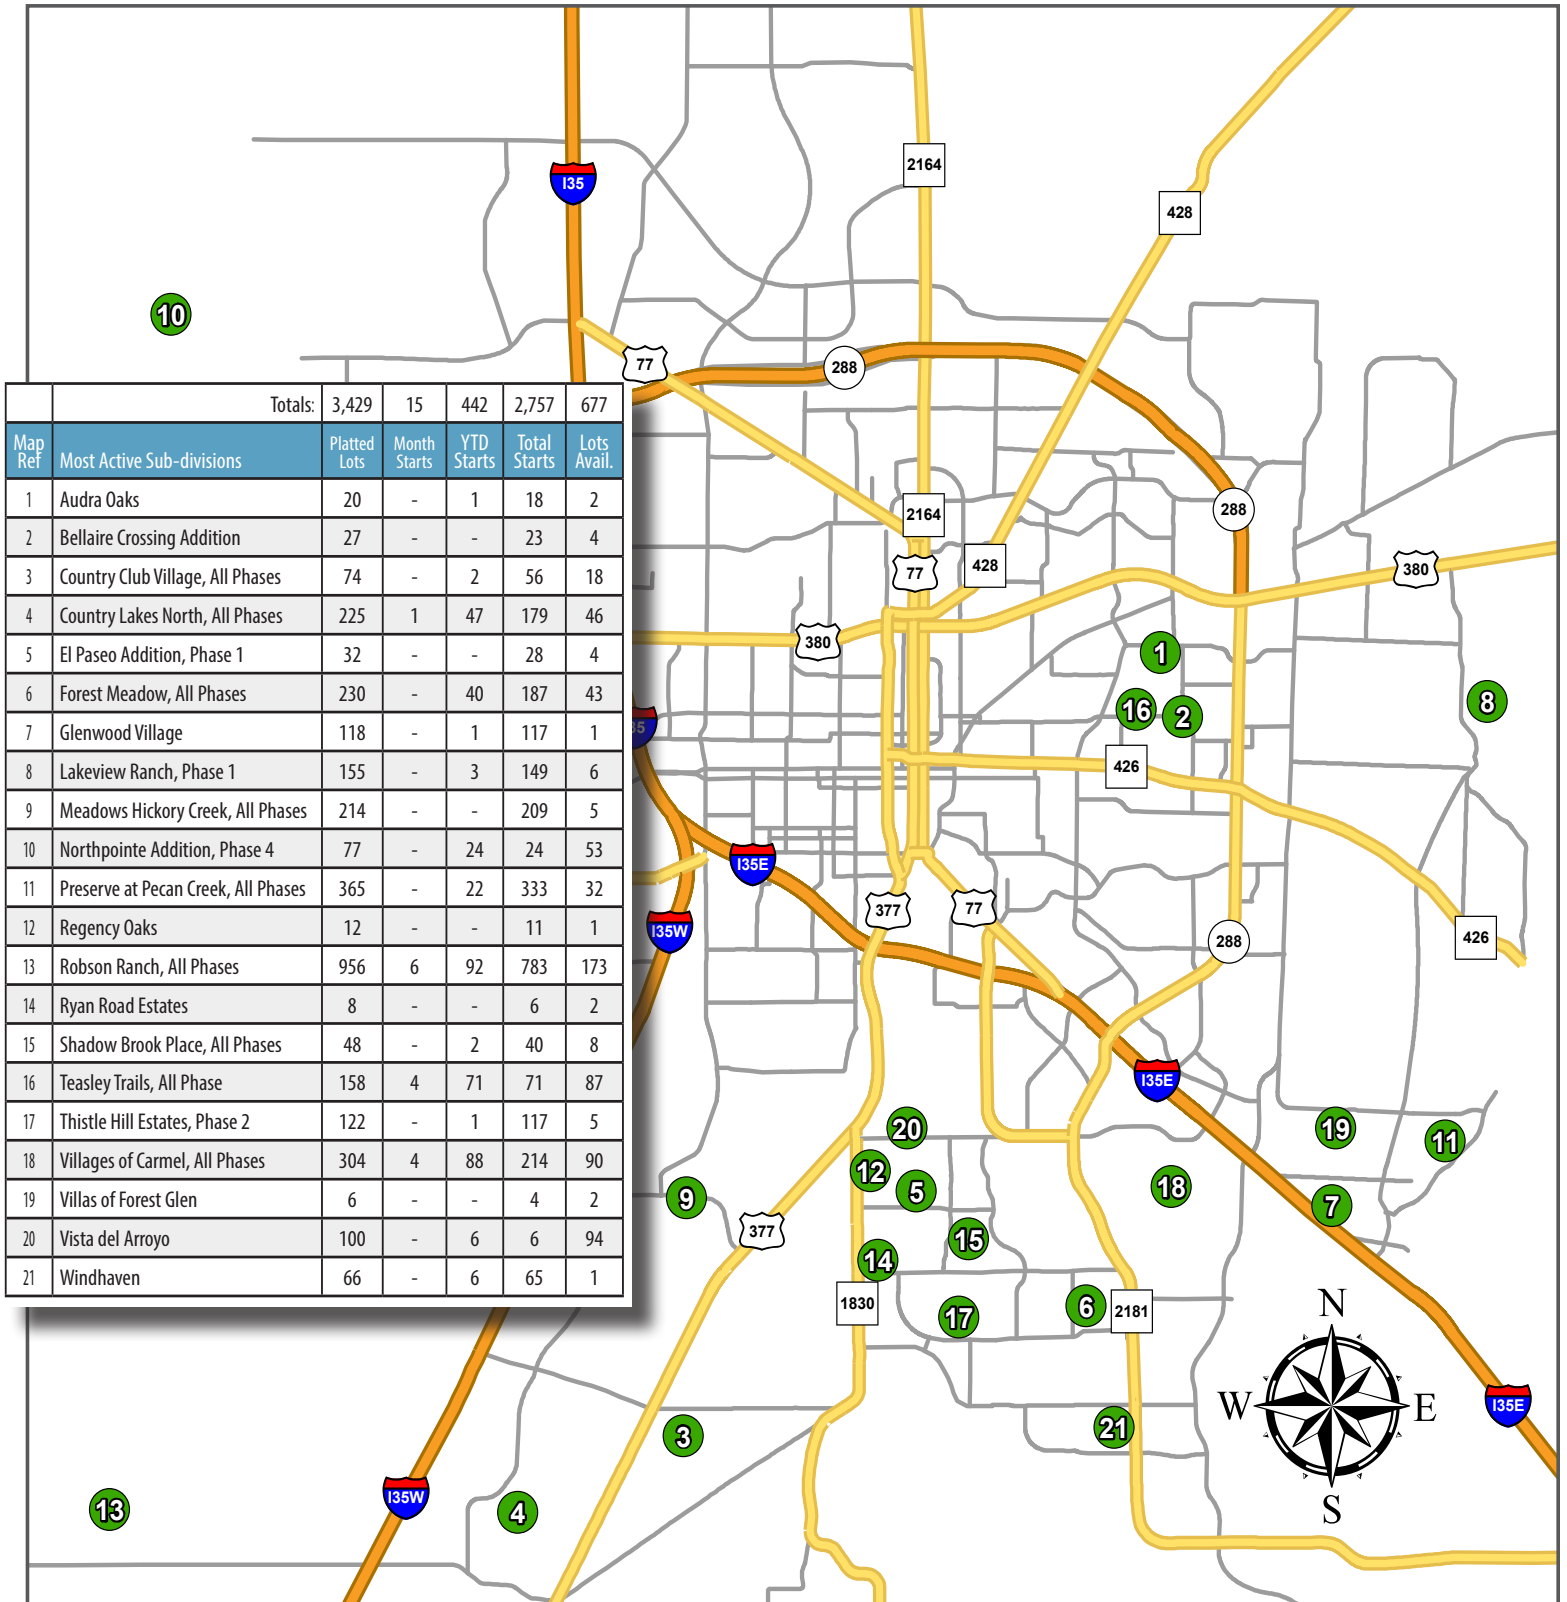 I35
2164
428
10
77
288
Totals: 3,429 15 442 2,757 677
Map Ref Most Active Sub-divisions Platted Lots Month Starts YTD Starts Total Starts Lots Avail.
1 Audra Oaks 20 - 1 18 2
2 Bellaire Crossing Addition 27 - - 23 4
3 Country Club Village, All Phases 74 - 2 56 18
4 Country Lakes North, All Phases 225 1 47 179 46
5 El Paseo Addition, Phase 1 32 - - 28 4
6 Forest Meadow, All Phases 230 - 40 187 43
7 Glenwood Village 118 - 1 117 1
8 Lakeview Ranch, Phase 1 155 - 3 149 6
9 Meadows Hickory Creek, All Phases 214 - - 209 5
10 Northpointe Addition, Phase 4 77 - 24 24 53
11 Preserve at Pecan Creek, All Phases 365 - 22 333 32
12 Regency Oaks 12 - - 11 1
13 Robson Ranch, All Phases 956 6 92 783 173
14 Ryan Road Estates 8 - - 6 2
15 Shadow Brook Place, All Phases 48 - 2 40 8
16 Teasley Trails, All Phase 158 4 71 71 87
17 Thistle Hill Estates, Phase 2 122 - 1 117 5
18 Villages of Carmel, All Phases 304 4 88 214 90
19 Villas of Forest Glen 6 - - 4 2
20 Vista del Arroyo 100 - 6 6 94
21 Windhaven 66 - 6 65 1
2164
288
77
428
380
380
1
8
16
2
35
426
I35E
377
77
I35W
288
426
I35E
20
19
11
12
5
18
9
7
377
15
14
1830
17
6
2181
N
W
E
S
I35E
21
3
I35W
13
4